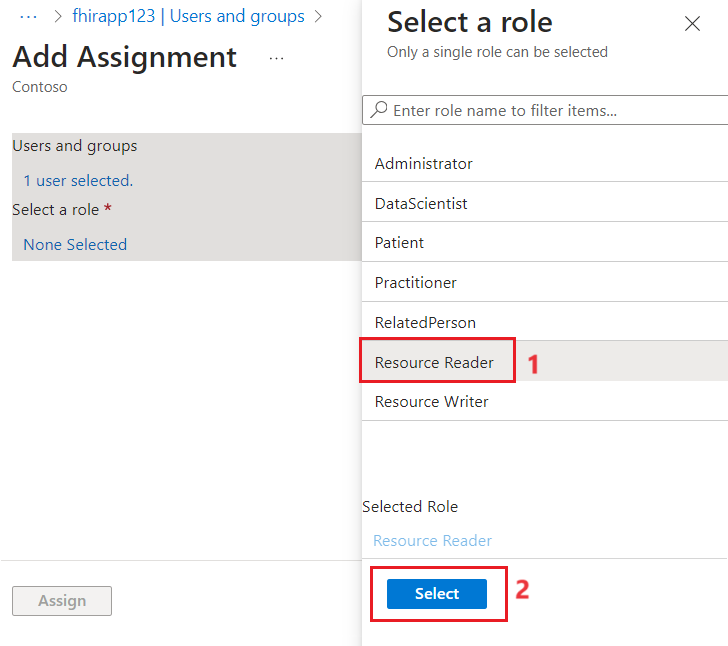 ··· > fhirapp123 | Users and groups >
Add Assignment ···
Contoso
Users and groups
1 user selected.
Select a role *
None Selected
Assign
Select a role
Only a single role can be selected
Enter role name to filter items...
Administrator
DataScientist
Patient
Practitioner
RelatedPerson
Resource Reader 1
Resource Writer
Selected Role
Resource Reader
Select 2